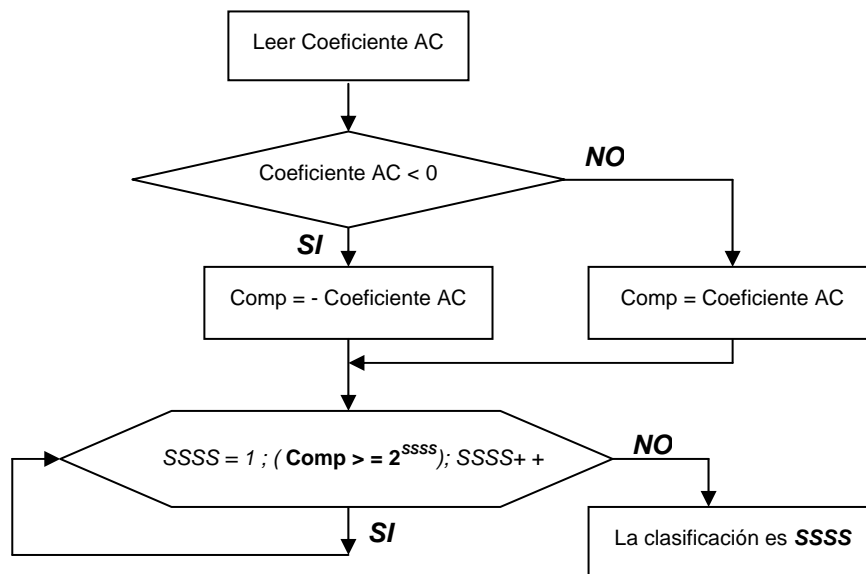 Leer Coeficiente AC
Coeficiente AC < 0
NO
SI
Comp = - Coeficiente AC
Comp = Coeficiente AC
SSSS = 1 ; ( Comp > = 2^SSSS); SSSS+ +
NO
SI
La clasificación es SSSS